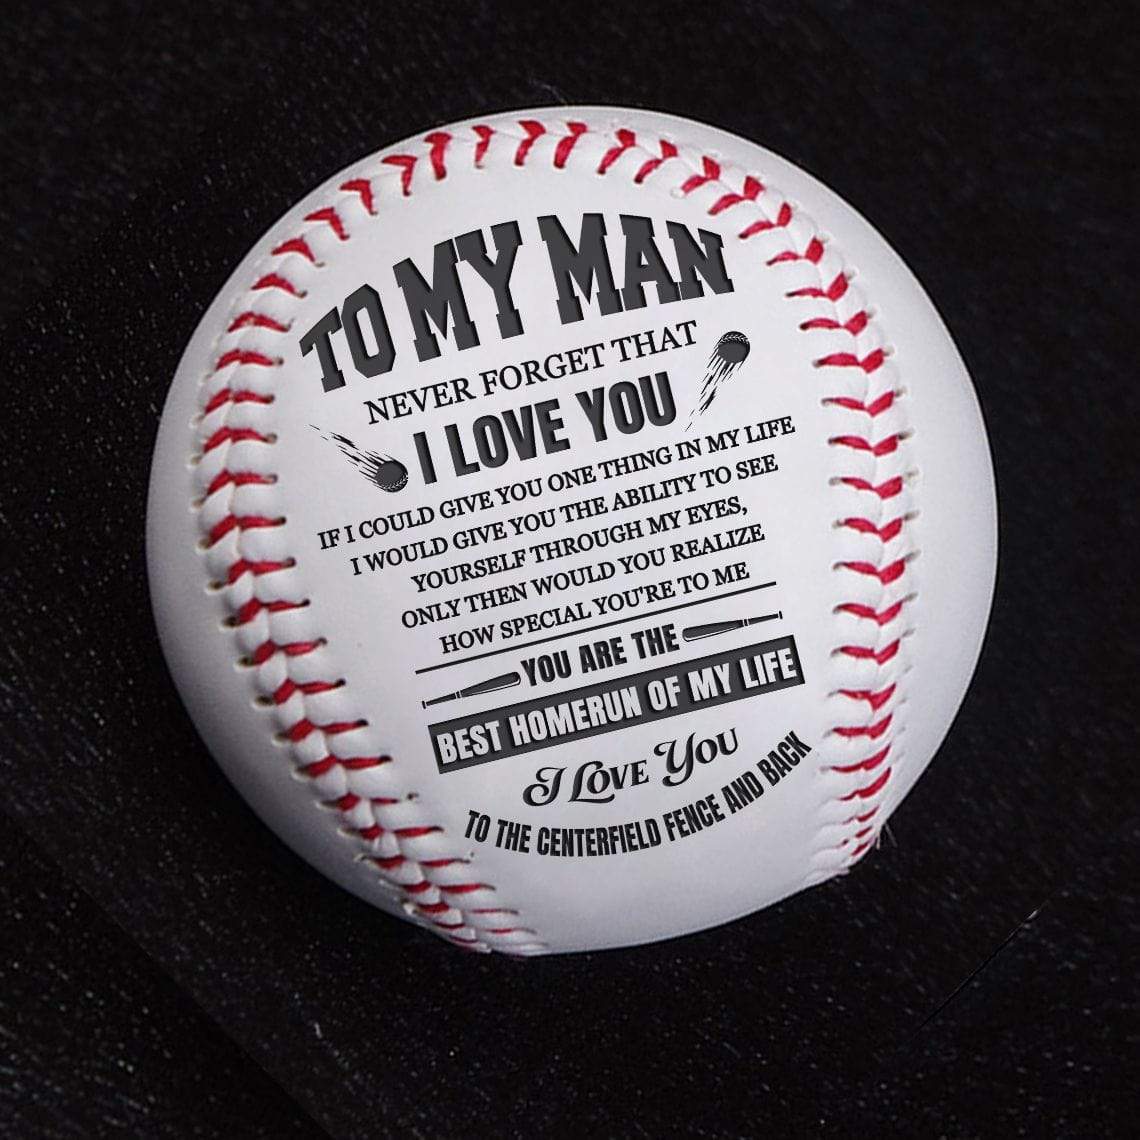 TO MY MAN
NEVER FORGET THAT
I LOVE YOU
IF I COULD GIVE YOU ONE THING IN MY LIFE
I WOULD GIVE YOU THE ABILITY TO SEE
YOURSELF THROUGH MY EYES,
ONLY THEN WOULD YOU REALIZE
HOW SPECIAL YOU'RE TO ME
YOU ARE THE
BEST HOMERUN OF MY LIFE
I LOVE YOU
TO THE CENTERFIELD FENCE AND BACK